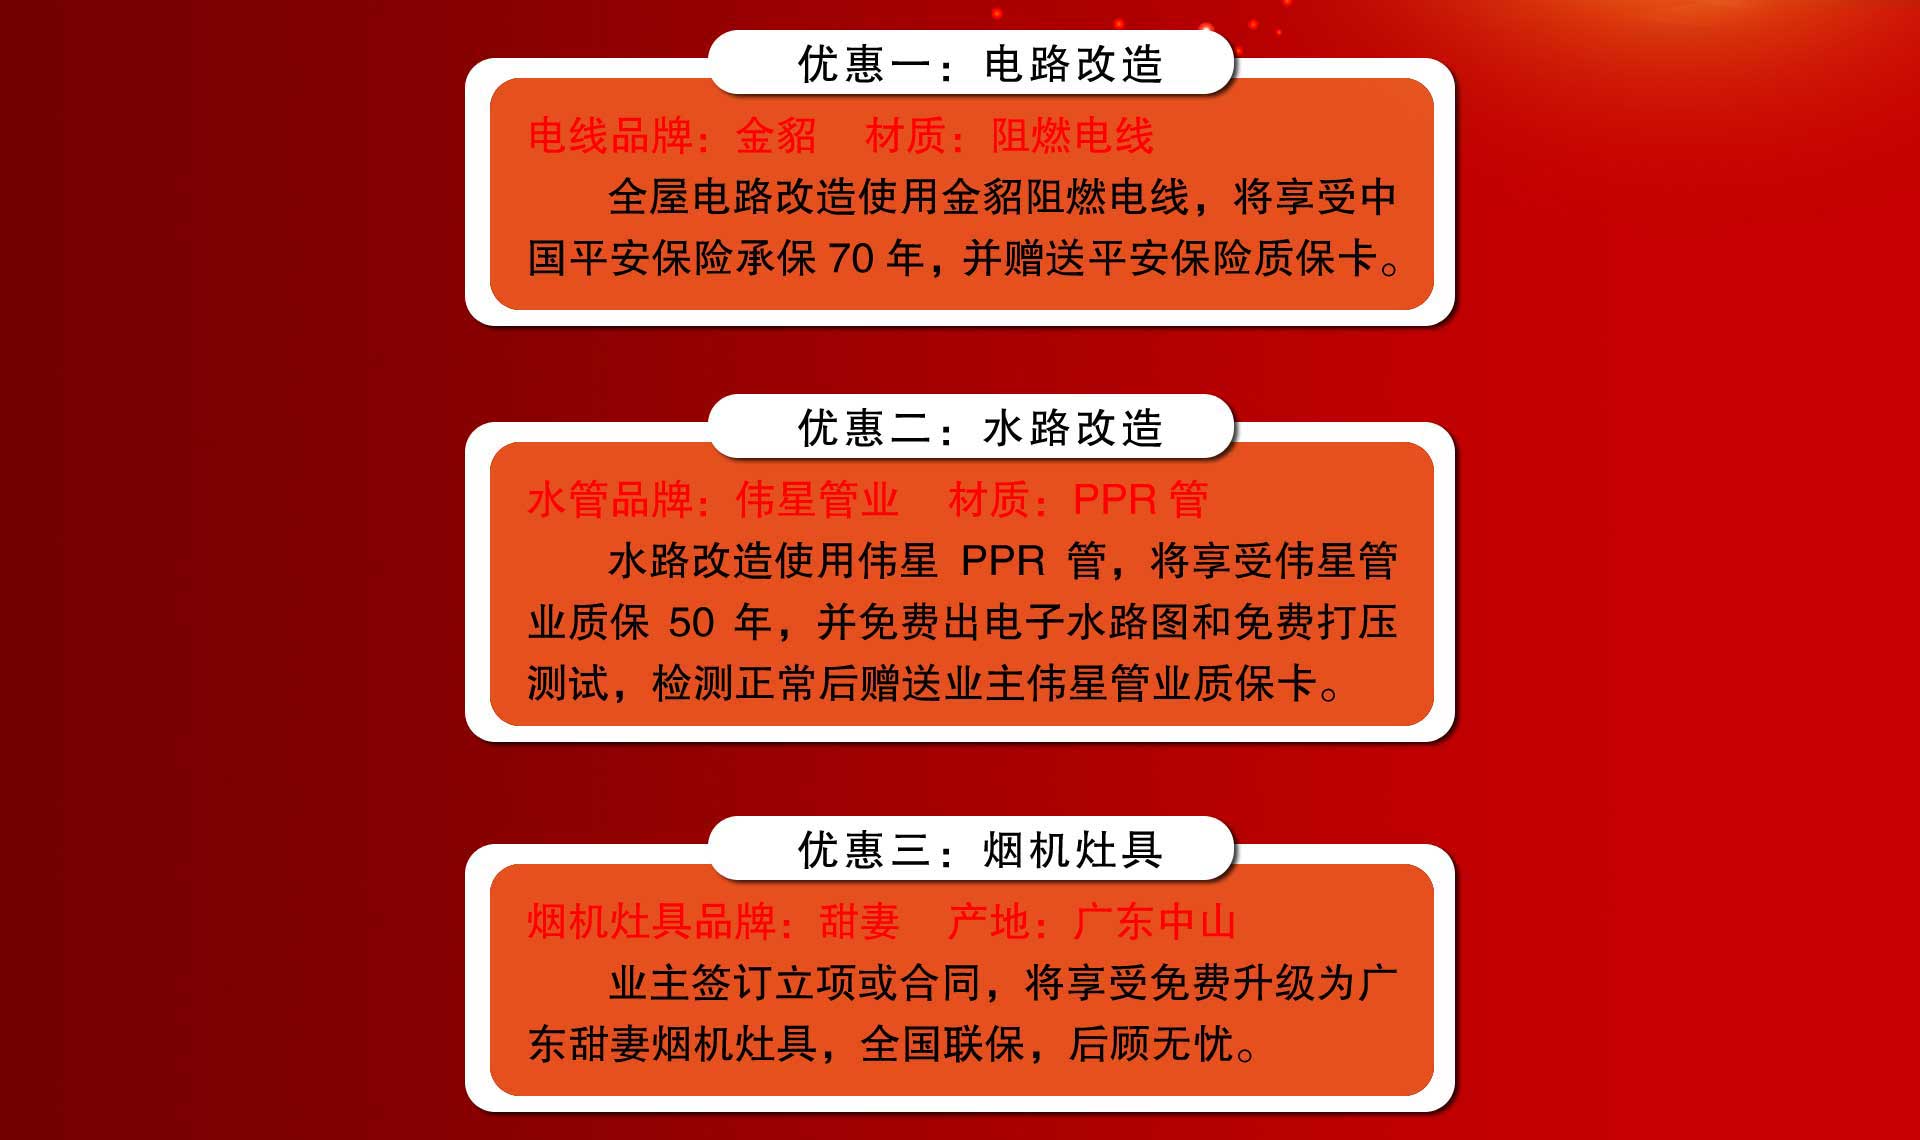 优惠一：电路改造
电线品牌：金貂 材质：阻燃电线
全屋电路改造使用金貂阻燃电线，将享受中
国平安保险承保 70 年，并赠送平安保险质保卡。
优惠二：水路改造
水管品牌：伟星管业 材质：PPR 管
水路改造使用伟星 PPR 管，将享受伟星管
业质保 50 年，并免费出电子水路图和免费打压
测试，检测正常后赠送业主伟星管业质保卡。
优惠三：烟机灶具
烟机灶具品牌：甜妻 产地：广东中山
业主签订立项或合同，将享受免费升级为广
东甜妻烟机灶具，全国联保，后顾无忧。